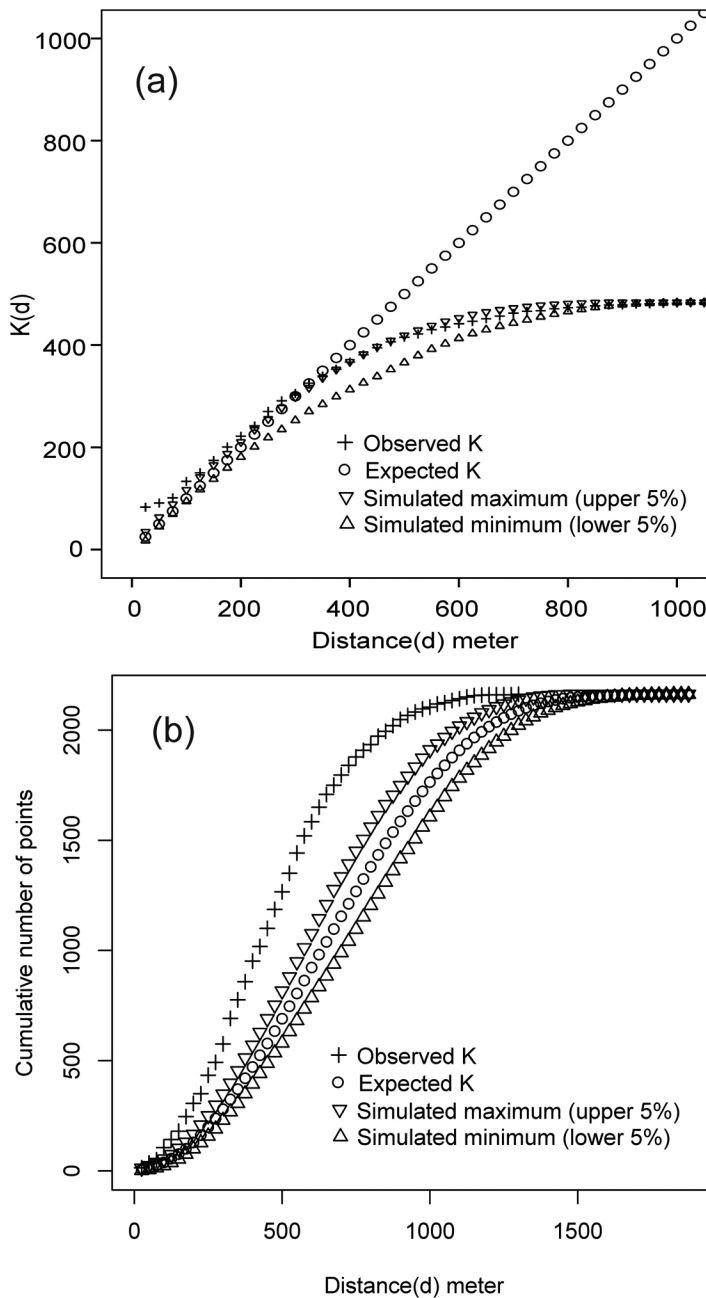 (a)
K(d)
1000
800
600
400
200
0
+ Observed K
○ Expected K
▽ Simulated maximum (upper 5%)
△ Simulated minimum (lower 5%)
0 200 400 600 800 1000
Distance(d) meter
(b)
Cumulative number of points
2000
1500
1000
500
0
+ Observed K
○ Expected K
▽ Simulated maximum (upper 5%)
△ Simulated minimum (lower 5%)
0 500 1000 1500
Distance(d) meter